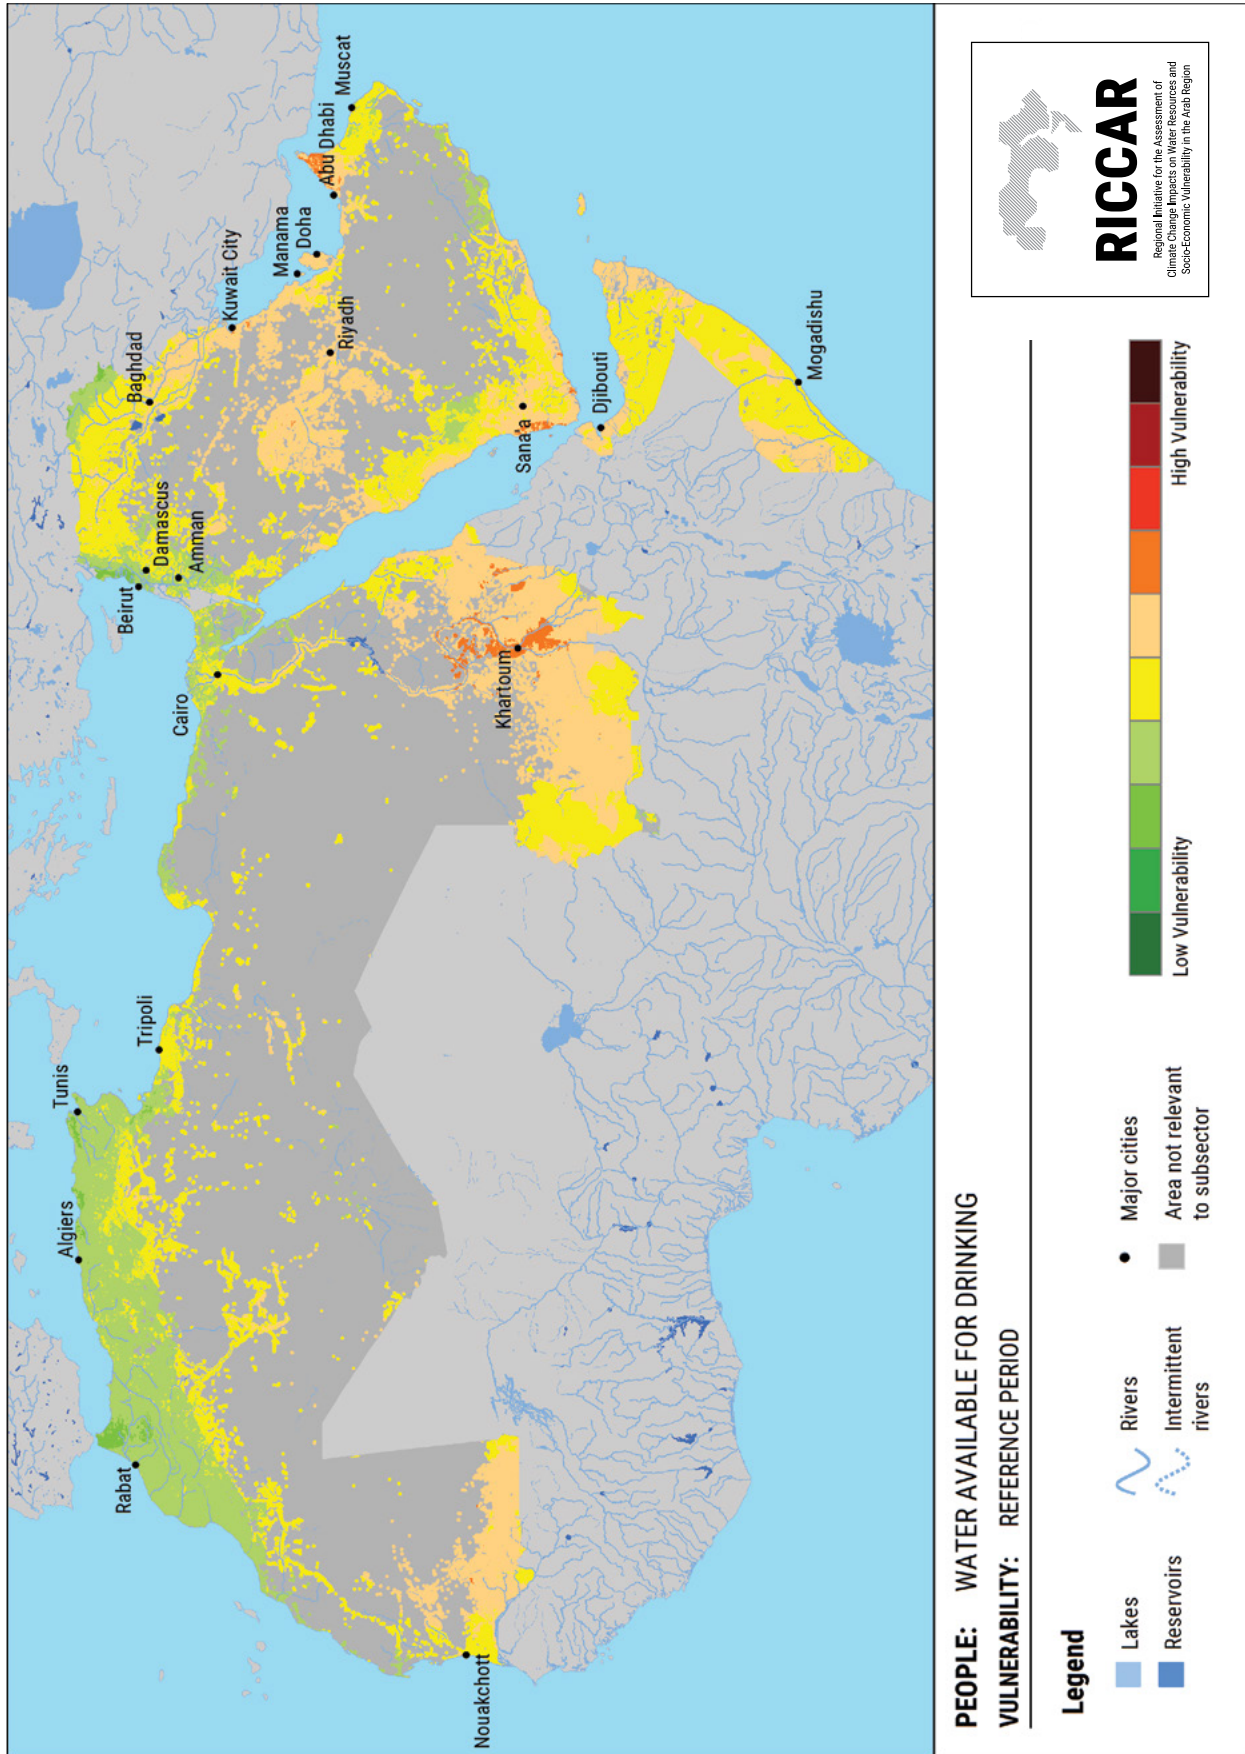 Rabat
Algiers
Tunis
Tripoli
Cairo
Beirut
Damascus
Amman
Baghdad
Kuwait City
Manama
Doha
Abu Dhabi
Muscat
Riyadh
Sana'a
Djibouti
Mogadishu
Khartoum
Nouakchott
PEOPLE: WATER AVAILABLE FOR DRINKING
VULNERABILITY: REFERENCE PERIOD
Legend
Lakes
Reservoirs
Rivers
Intermittent
rivers
Major cities
Area not relevant
to subsector
Low Vulnerability
High Vulnerability
RICCAR
Regional Initiative for the Assessment of
Climate Change Impacts on Water Resources and
Socio-Economic Vulnerability in the Arab Region